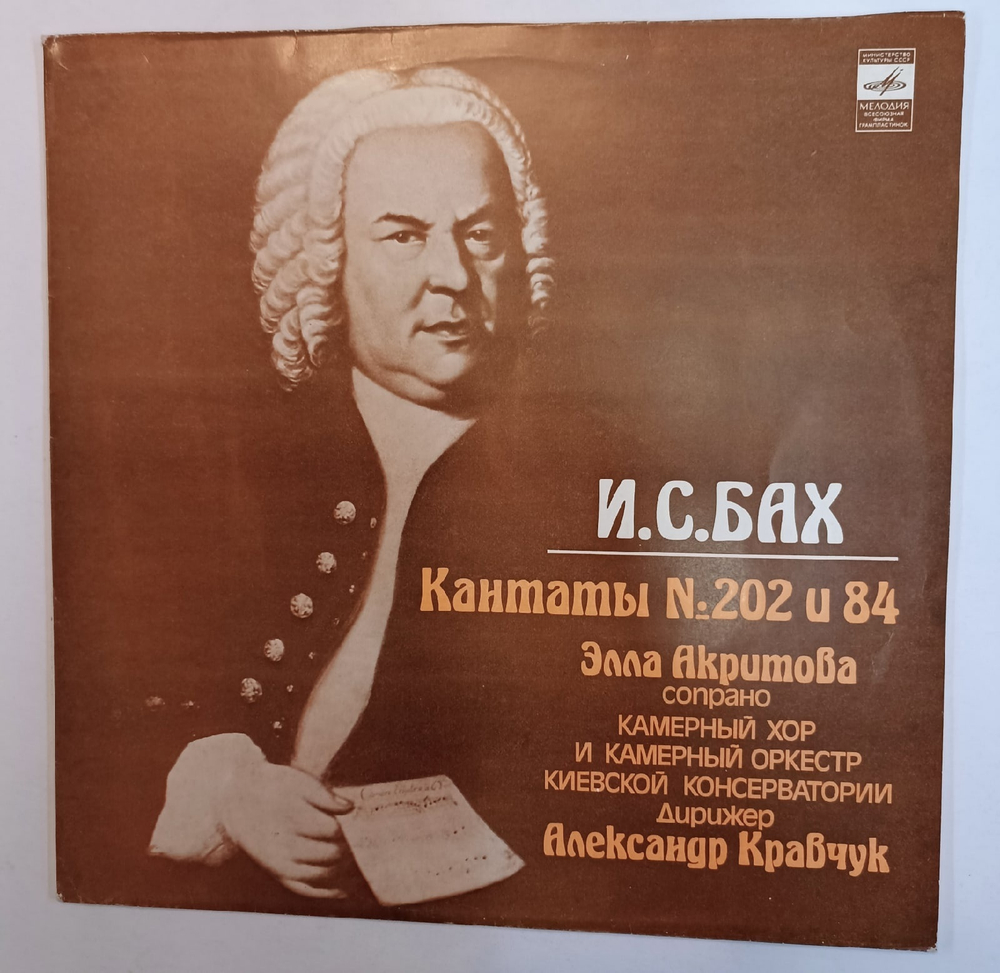 МИНИСТЕРСТВО
КУЛЬТУРЫ СССР
МЕЛОДИЯ
ВСЕСОЮЗНАЯ
ФИРМА
ГРАМПЛАСТИНОК
И.С.БАХ
Кантаты №202 и 84
Элла Акритова
сопрано
КАМЕРНЫЙ ХОР
И КАМЕРНЫЙ ОРКЕСТР
КИЕВСКОЙ КОНСЕРВАТОРИИ
Дирижер
Александр Кравчук